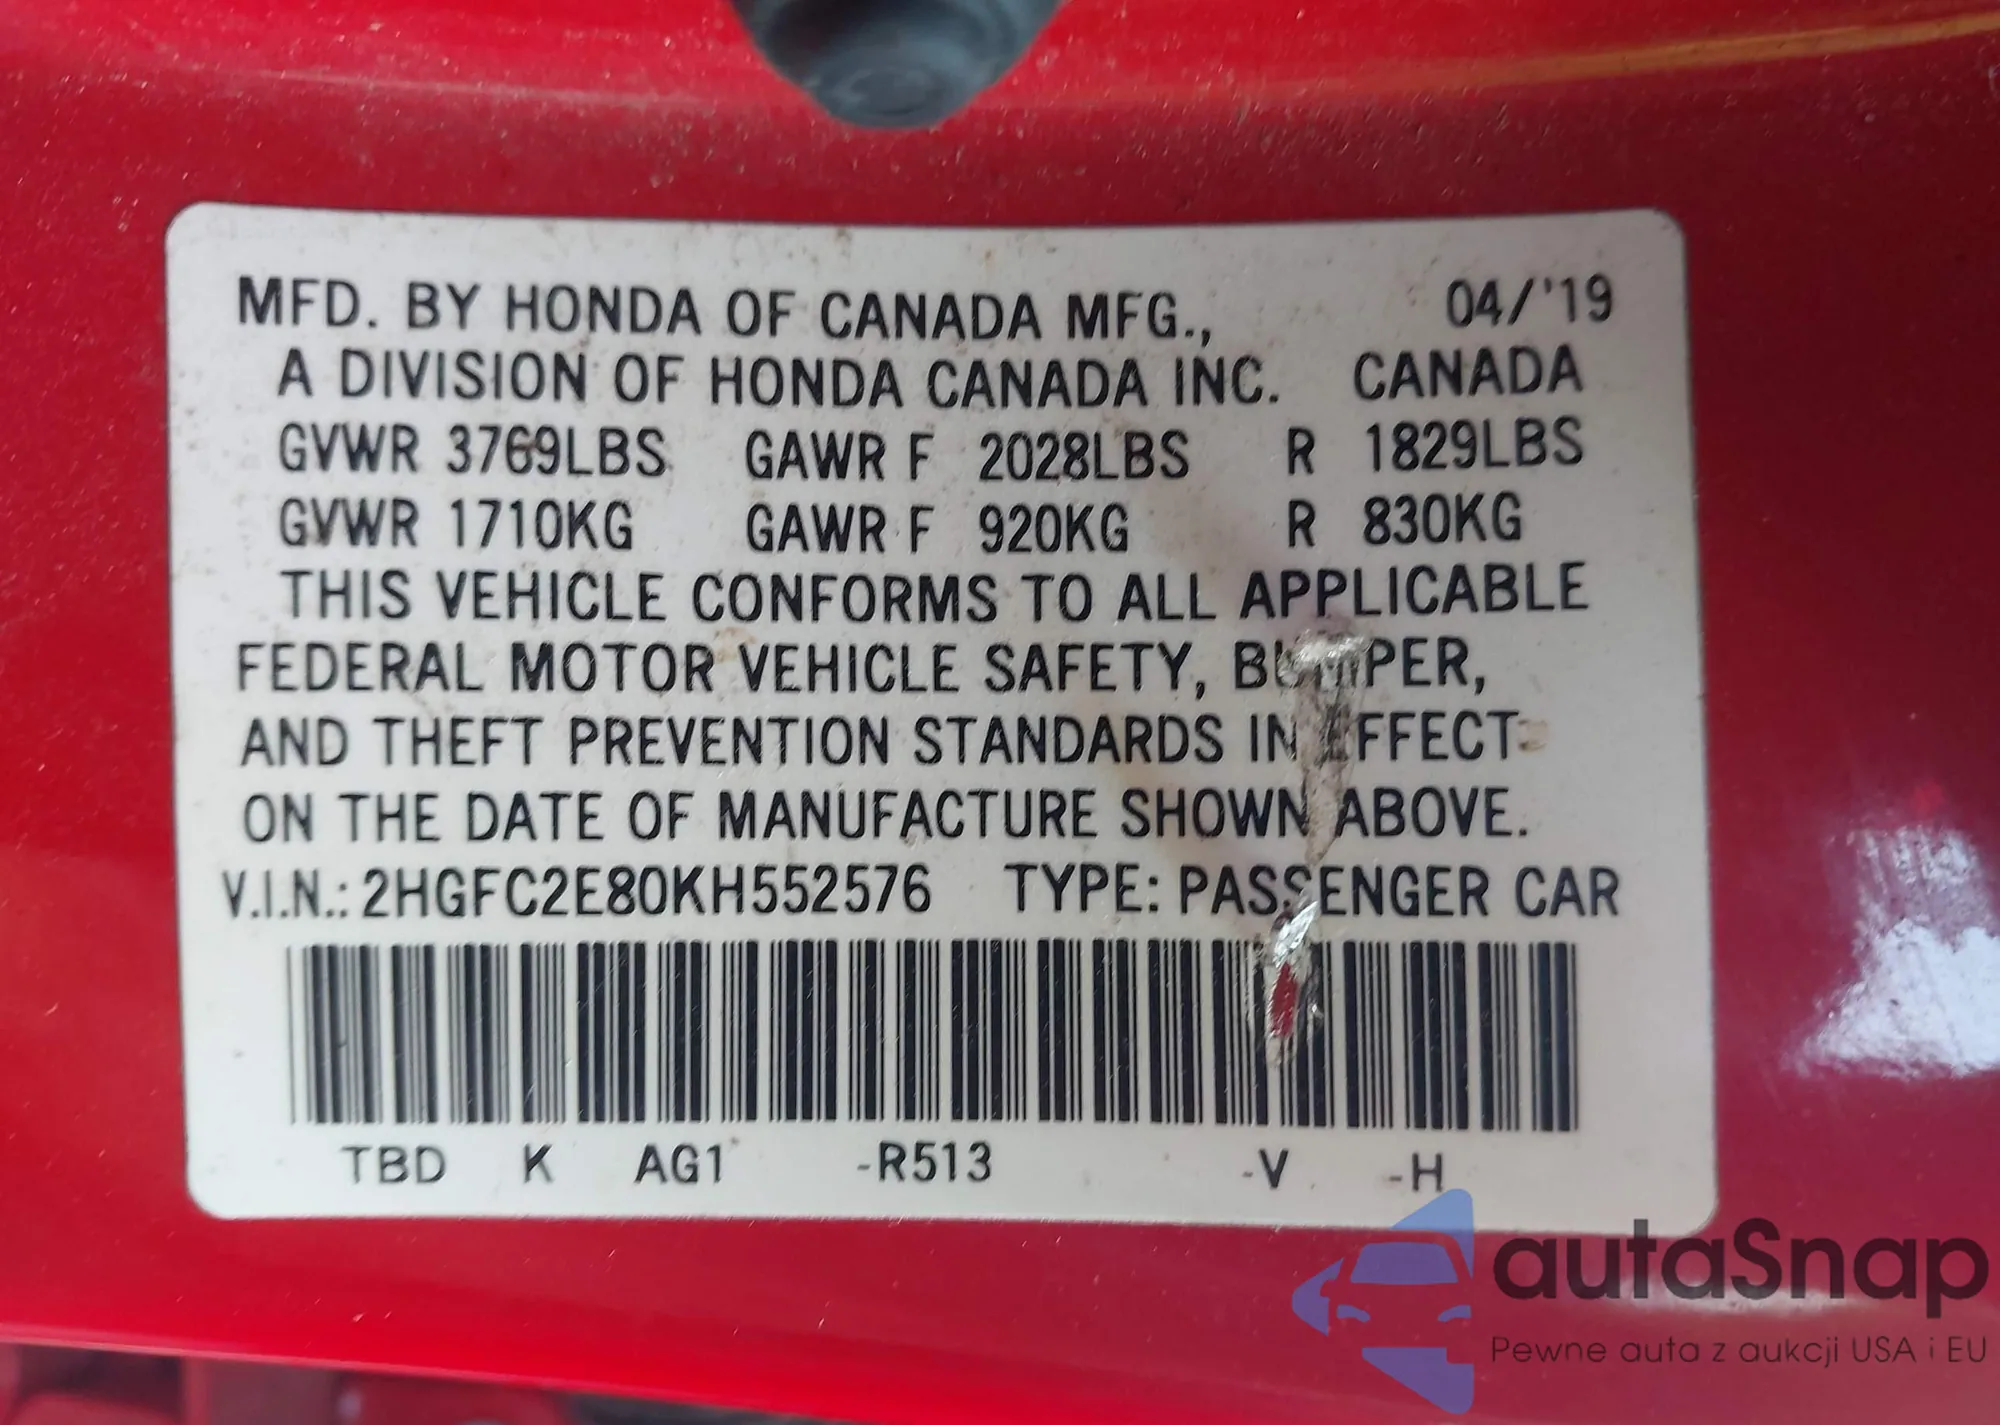 MFD. BY HONDA OF CANADA MFG., 04/'19
A DIVISION OF HONDA CANADA INC. CANADA
GVWR 3769LBS GAWR F 2028LBS R 1829LBS
GVWR 1710KG GAWR F 920KG R 830KG
THIS VEHICLE CONFORMS TO ALL APPLICABLE
FEDERAL MOTOR VEHICLE SAFETY, BUMPER,
AND THEFT PREVENTION STANDARDS IN EFFECT
ON THE DATE OF MANUFACTURE SHOWN ABOVE.
V.I.N.: 2HGFC2E80KH552576 TYPE: PASSENGER CAR
TBD K AG1 -R513 -V -H
autaSnap
Pewne auta z aukcji USA i EU